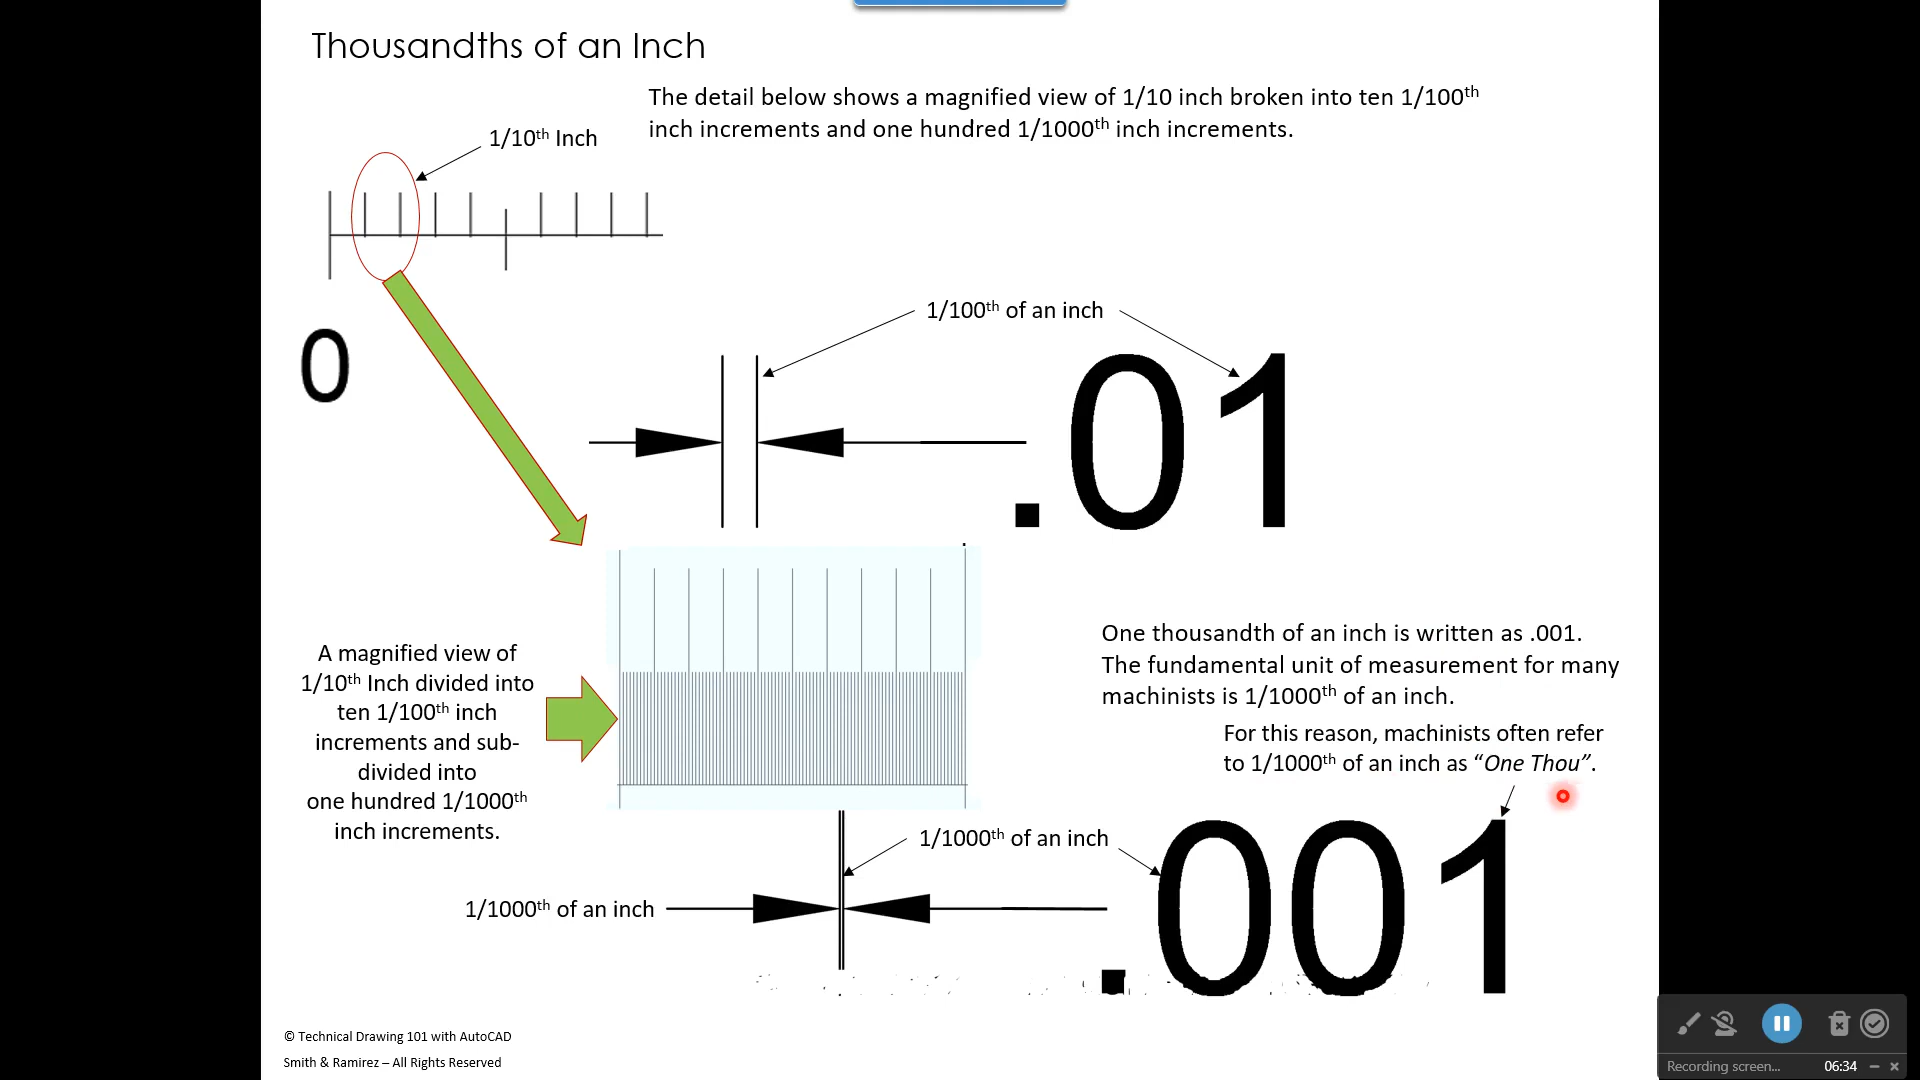 Thousandths of an Inch
The detail below shows a magnified view of 1/10 inch broken into ten 1/100th
inch increments and one hundred 1/1000th inch increments.
1/10th Inch
0
1/100th of an inch
.01
A magnified view of
1/10th Inch divided into
ten 1/100th inch
increments and sub-
divided into
one hundred 1/1000th
inch increments.
One thousandth of an inch is written as .001.
The fundamental unit of measurement for many
machinists is 1/1000th of an inch.
For this reason, machinists often refer
to 1/1000th of an inch as “One Thou”.
1/1000th of an inch
1/1000th of an inch
.001
© Technical Drawing 101 with AutoCAD
Smith & Ramirez – All Rights Reserved
Recording screen...
06:34